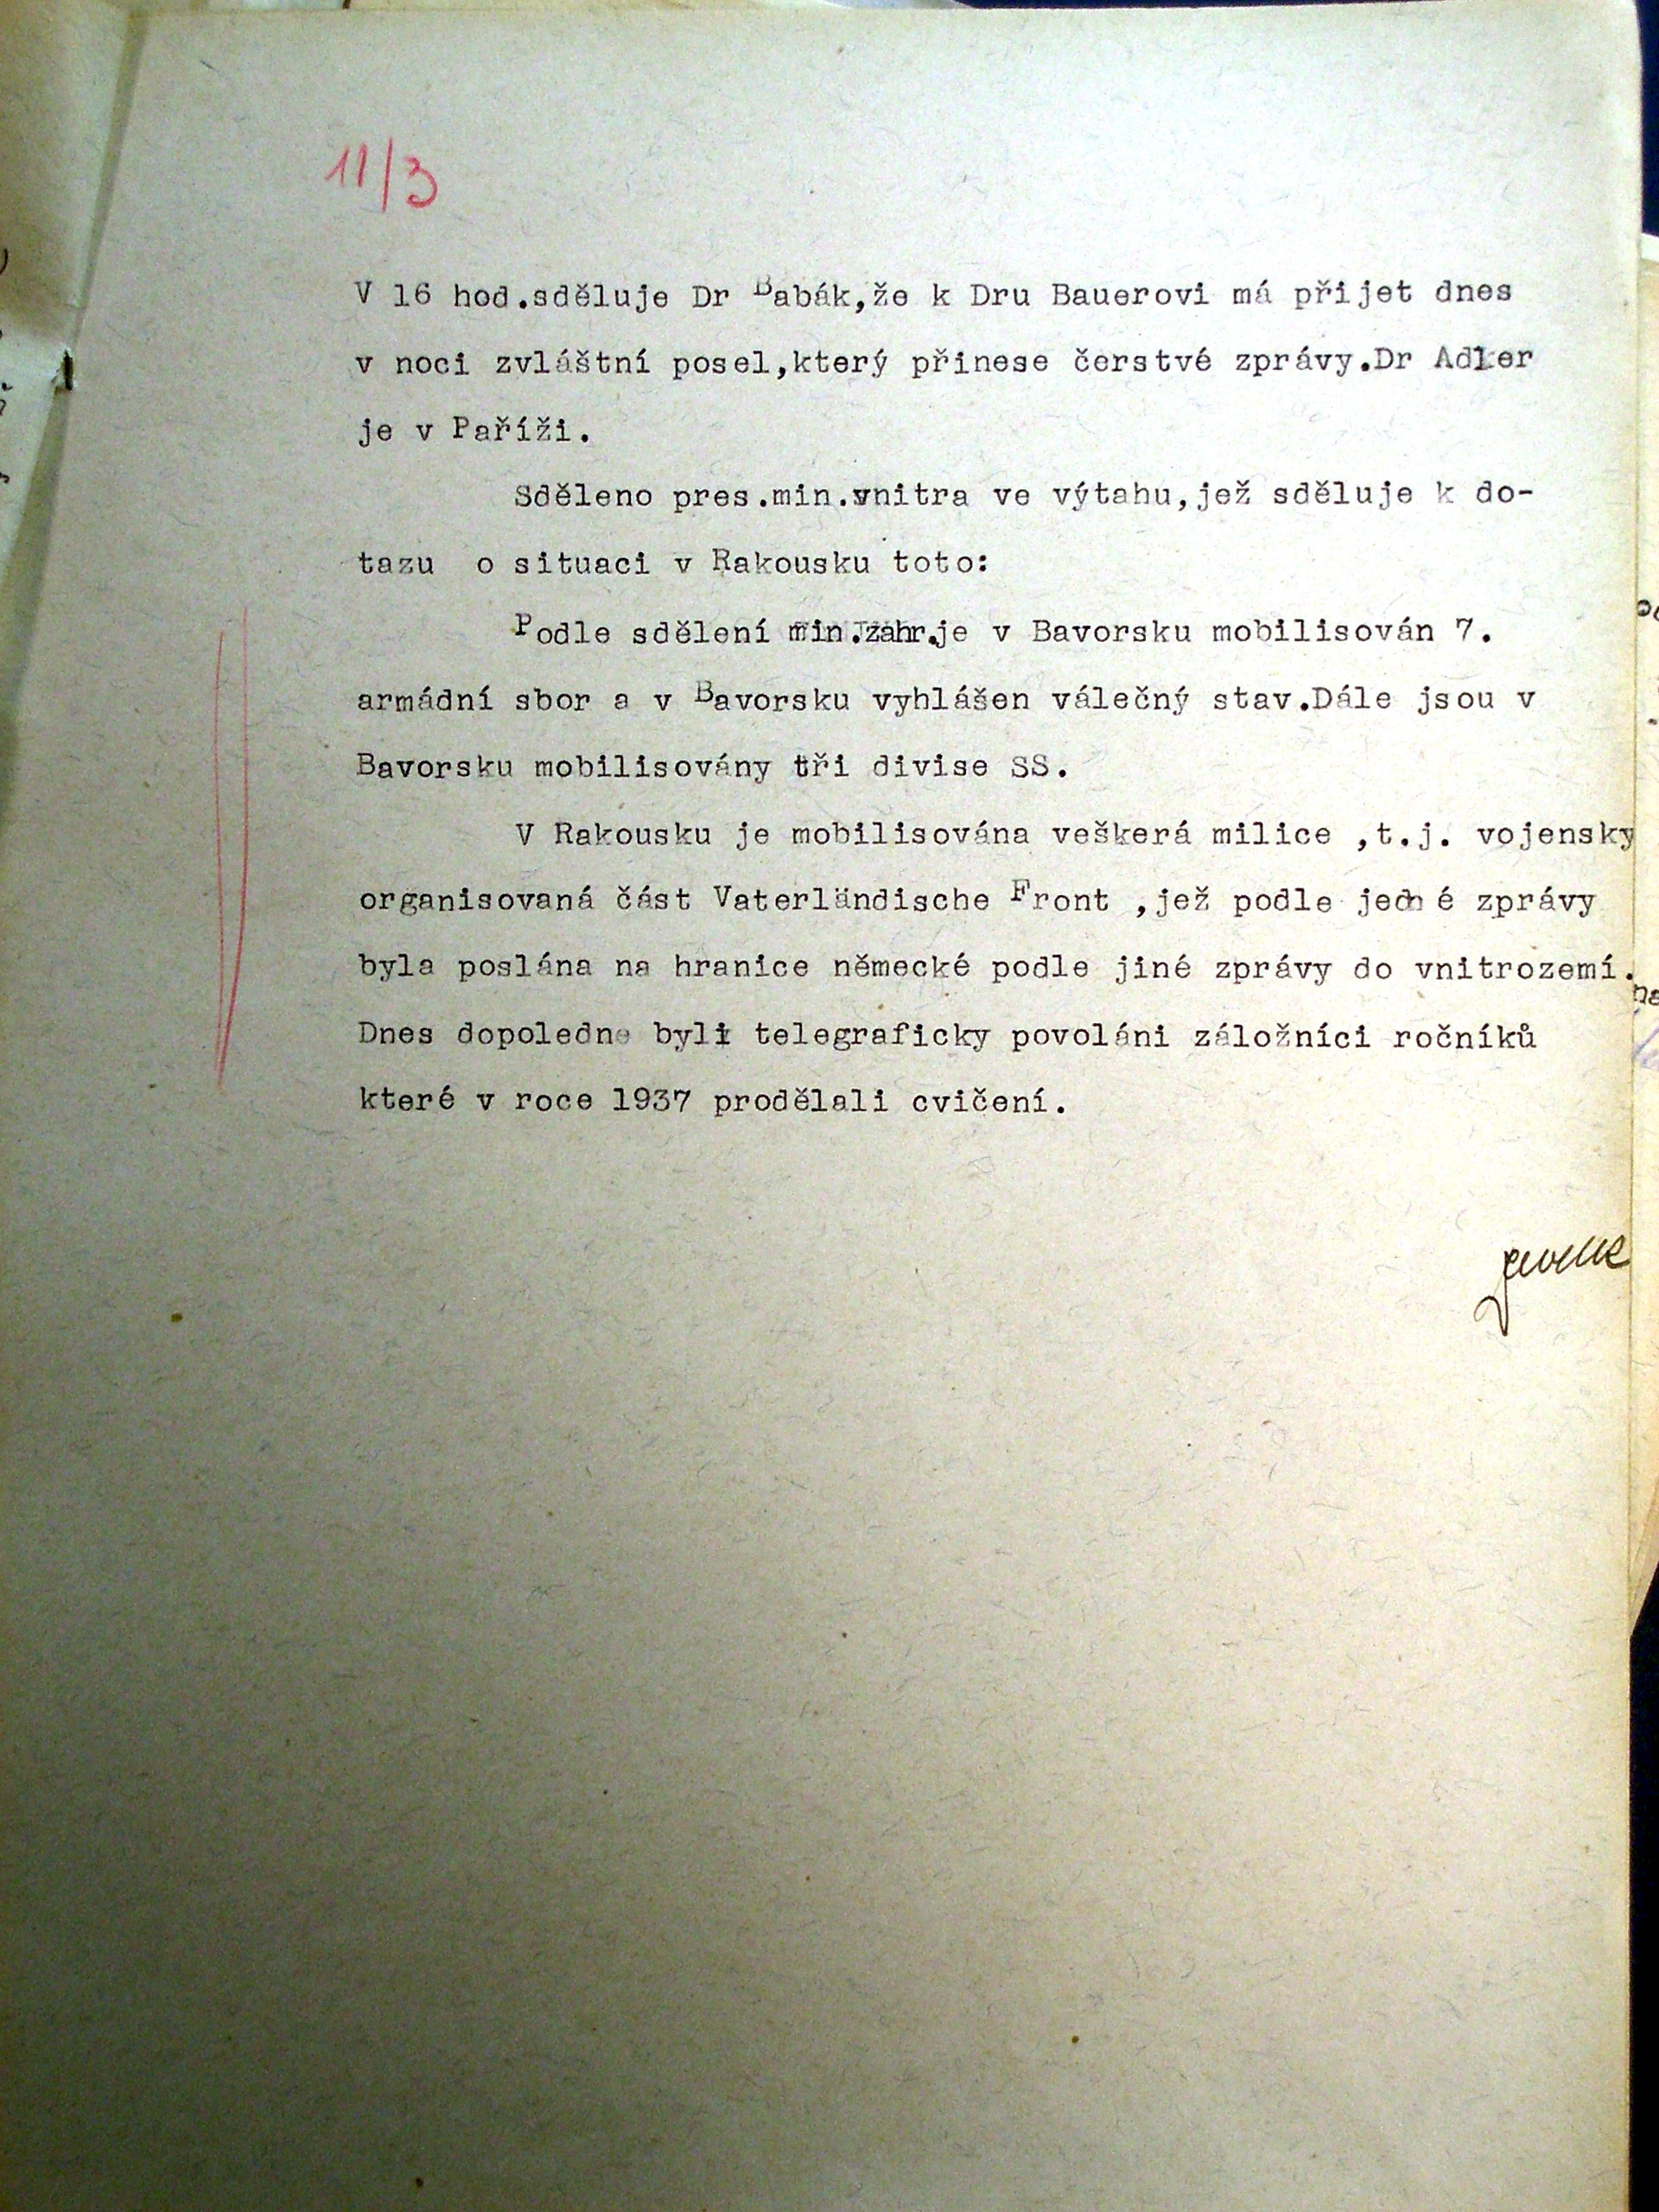 11/3
V 16 hod.sděluje Dr Babák,že k Dru Bauerovi má přijet dnes
v noci zvláštní posel,který přinese čerstvé zprávy.Dr Adler
je v Paříži.
Sděleno pres.min.vnitra ve výtahu,jež sděluje k do-
tazu o situaci v Rakousku toto:
Podle sdělení min.zahr.je v Bavorsku mobilisován 7.
armádní sbor a v Bavorsku vyhlášen válečný stav.Dále jsou v
Bavorsku mobilisovány tři divise SS.
V Rakousku je mobilisována veškerá milice ,t.j. vojensky
organisovaná část Vaterländische Front ,jež podle jedné zprávy
byla poslána na hranice německé podle jiné zprávy do vnitrozemí.
Dnes dopoledne byli telegraficky povoláni záložníci ročníků
které v roce 1937 prodělali cvičení.